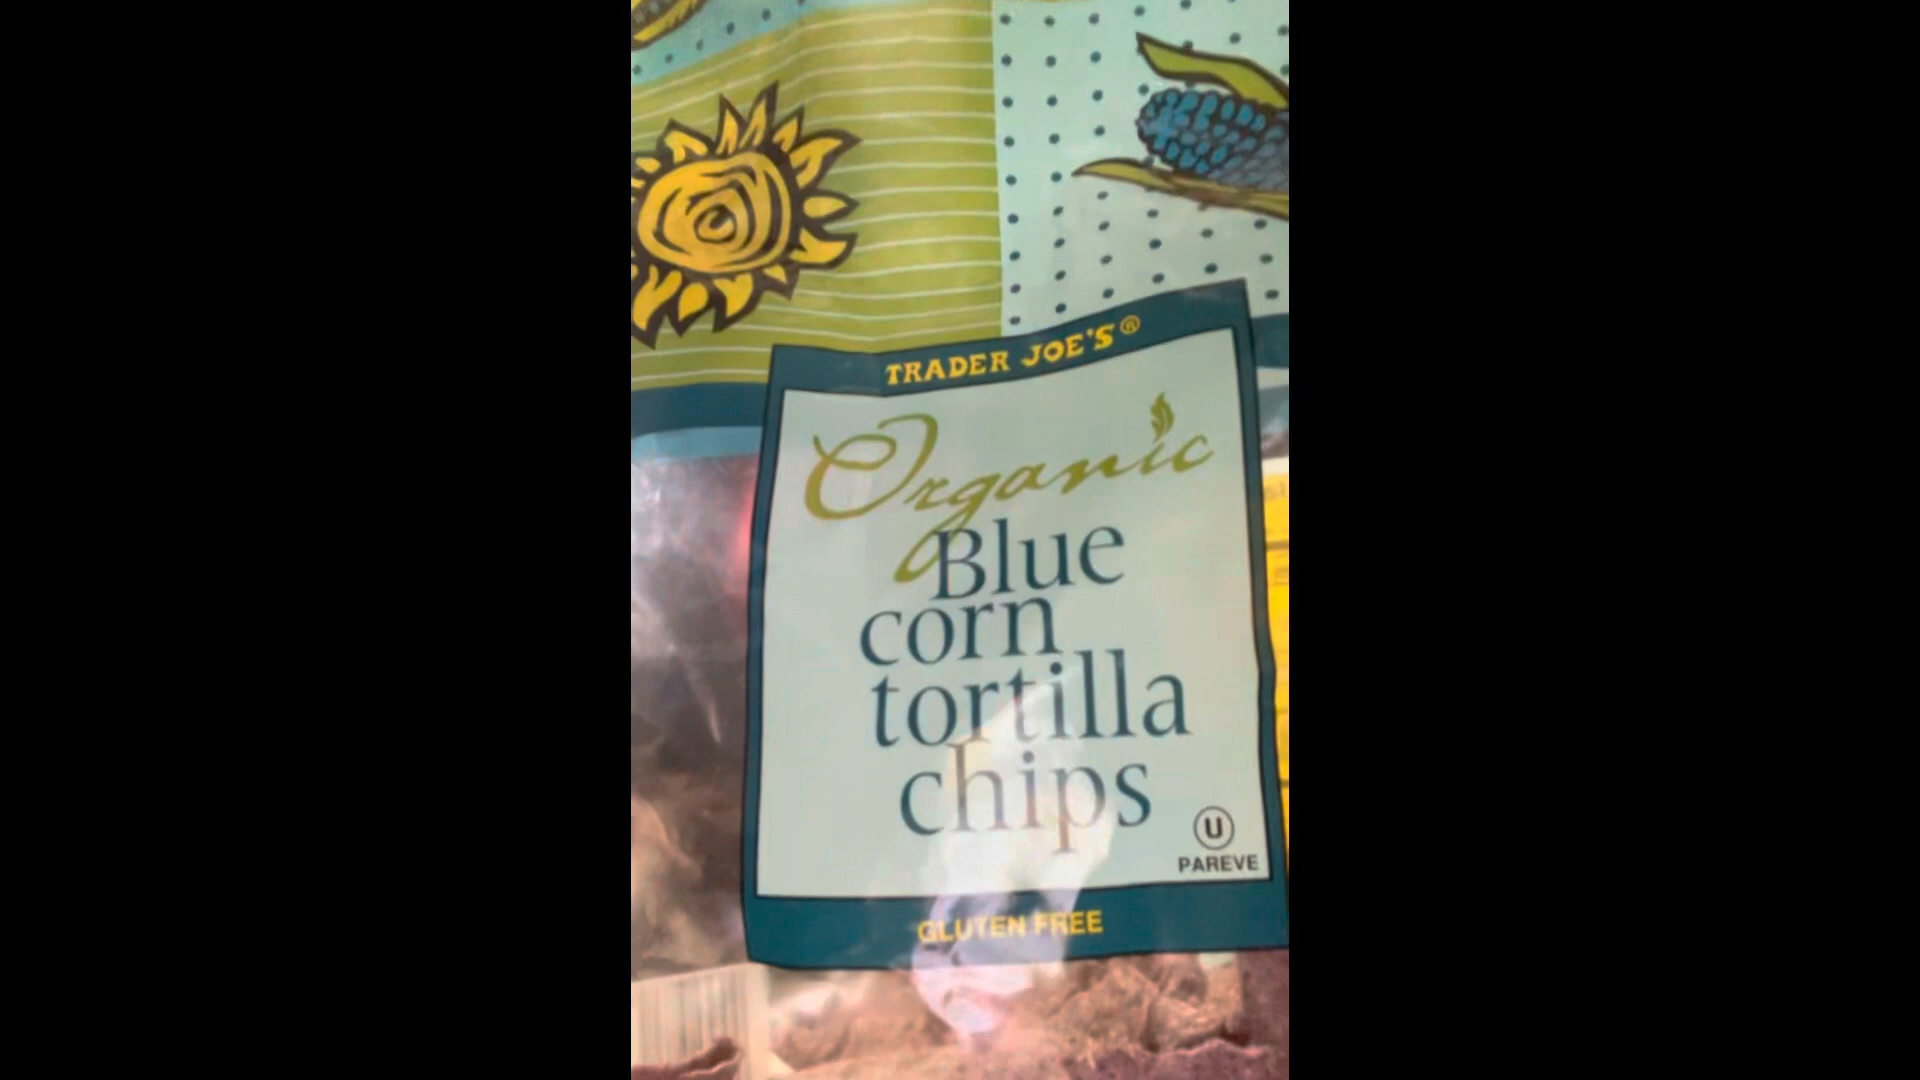 TRADER JOE'S®
Organic
Blue
corn
tortilla
chips
U
PAREVE
GLUTEN FREE